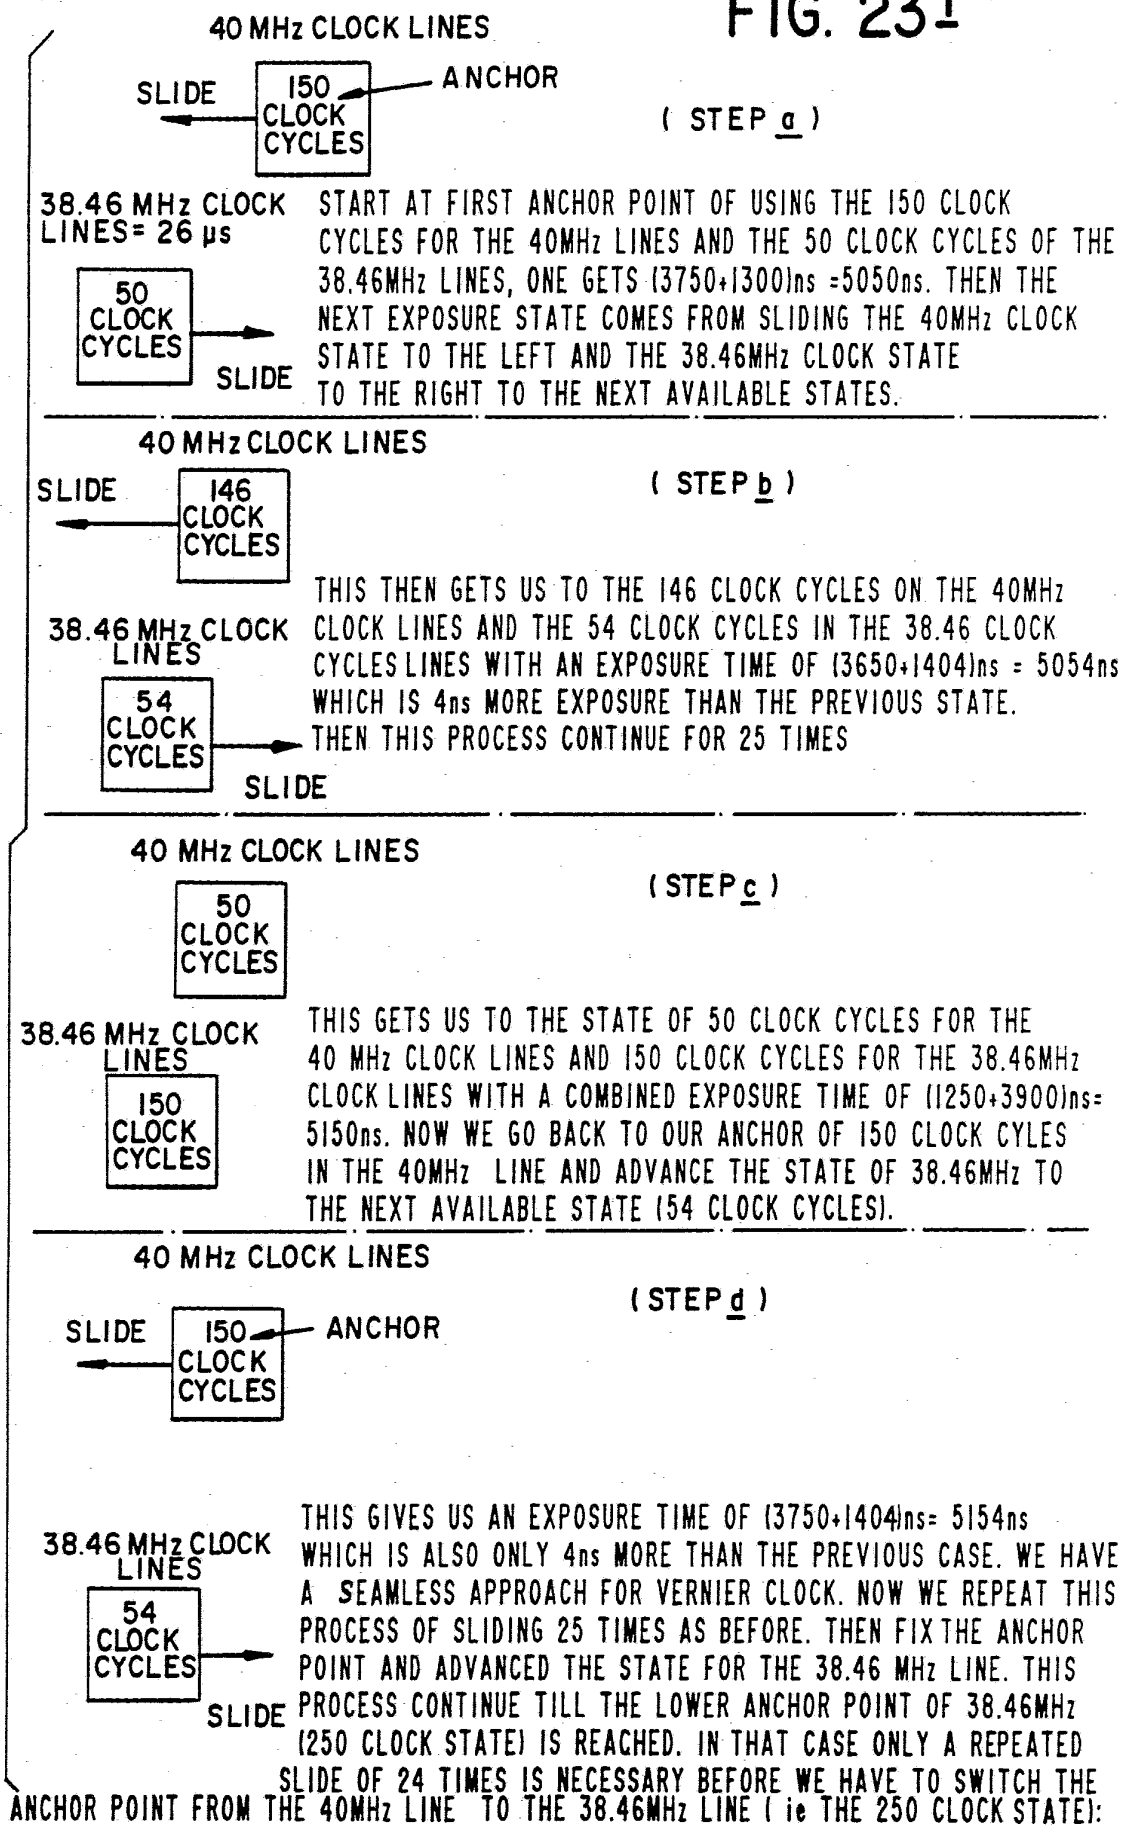 FIG. 23I
40 MHz CLOCK LINES
SLIDE
150
CLOCK
CYCLES
ANCHOR
( STEP a )
38.46 MHz CLOCK
LINES= 26 µs
50
CLOCK
CYCLES
SLIDE
START AT FIRST ANCHOR POINT OF USING THE 150 CLOCK
CYCLES FOR THE 40MHz LINES AND THE 50 CLOCK CYCLES OF THE
38.46MHz LINES, ONE GETS (3750+1300)ns =5050ns. THEN THE
NEXT EXPOSURE STATE COMES FROM SLIDING THE 40MHz CLOCK
STATE TO THE LEFT AND THE 38.46MHz CLOCK STATE
TO THE RIGHT TO THE NEXT AVAILABLE STATES.
40 MHz CLOCK LINES
SLIDE
146
CLOCK
CYCLES
( STEP b )
38.46 MHz CLOCK
LINES
54
CLOCK
CYCLES
SLIDE
THIS THEN GETS US TO THE 146 CLOCK CYCLES ON THE 40MHz
CLOCK LINES AND THE 54 CLOCK CYCLES IN THE 38.46 CLOCK
CYCLES LINES WITH AN EXPOSURE TIME OF (3650+1404)ns = 5054ns
WHICH IS 4ns MORE EXPOSURE THAN THE PREVIOUS STATE.
THEN THIS PROCESS CONTINUE FOR 25 TIMES
40 MHz CLOCK LINES
50
CLOCK
CYCLES
( STEP c )
38.46 MHz CLOCK
LINES
150
CLOCK
CYCLES
THIS GETS US TO THE STATE OF 50 CLOCK CYCLES FOR THE
40 MHz CLOCK LINES AND 150 CLOCK CYCLES FOR THE 38.46MHz
CLOCK LINES WITH A COMBINED EXPOSURE TIME OF (1250+3900)ns=
5150ns. NOW WE GO BACK TO OUR ANCHOR OF 150 CLOCK CYLES
IN THE 40MHz LINE AND ADVANCE THE STATE OF 38.46MHz TO
THE NEXT AVAILABLE STATE (54 CLOCK CYCLES).
40 MHz CLOCK LINES
SLIDE
150
CLOCK
CYCLES
ANCHOR
( STEP d )
38.46 MHz CLOCK
LINES
54
CLOCK
CYCLES
SLIDE
THIS GIVES US AN EXPOSURE TIME OF (3750+1404)ns= 5154ns
WHICH IS ALSO ONLY 4ns MORE THAN THE PREVIOUS CASE. WE HAVE
A SEAMLESS APPROACH FOR VERNIER CLOCK. NOW WE REPEAT THIS
PROCESS OF SLIDING 25 TIMES AS BEFORE. THEN FIX THE ANCHOR
POINT AND ADVANCED THE STATE FOR THE 38.46 MHz LINE. THIS
PROCESS CONTINUE TILL THE LOWER ANCHOR POINT OF 38.46MHz
(250 CLOCK STATE) IS REACHED. IN THAT CASE ONLY A REPEATED
SLIDE OF 24 TIMES IS NECESSARY BEFORE WE HAVE TO SWITCH THE
ANCHOR POINT FROM THE 40MHz LINE TO THE 38.46MHz LINE ( ie THE 250 CLOCK STATE):